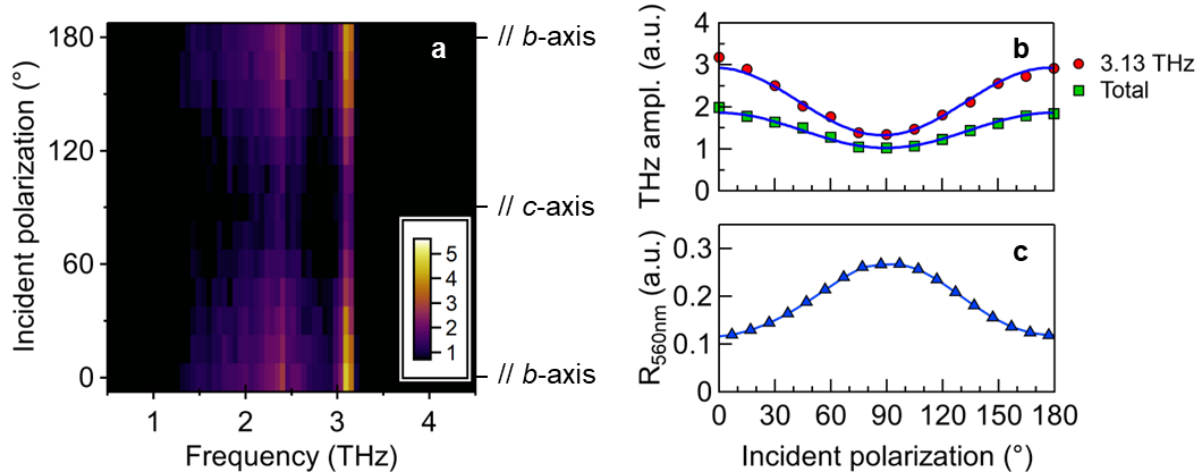 a
Incident polarization (°)
180
120
60
0
// b-axis
// c-axis
// b-axis
5
4
3
2
1
1
2
3
4
Frequency (THz)
b
THz ampl. (a.u.)
4
3
2
1
0
3.13 THz
Total
c
R560nm (a.u.)
0.3
0.2
0.1
0
0
30
60
90
120
150
180
Incident polarization (°)